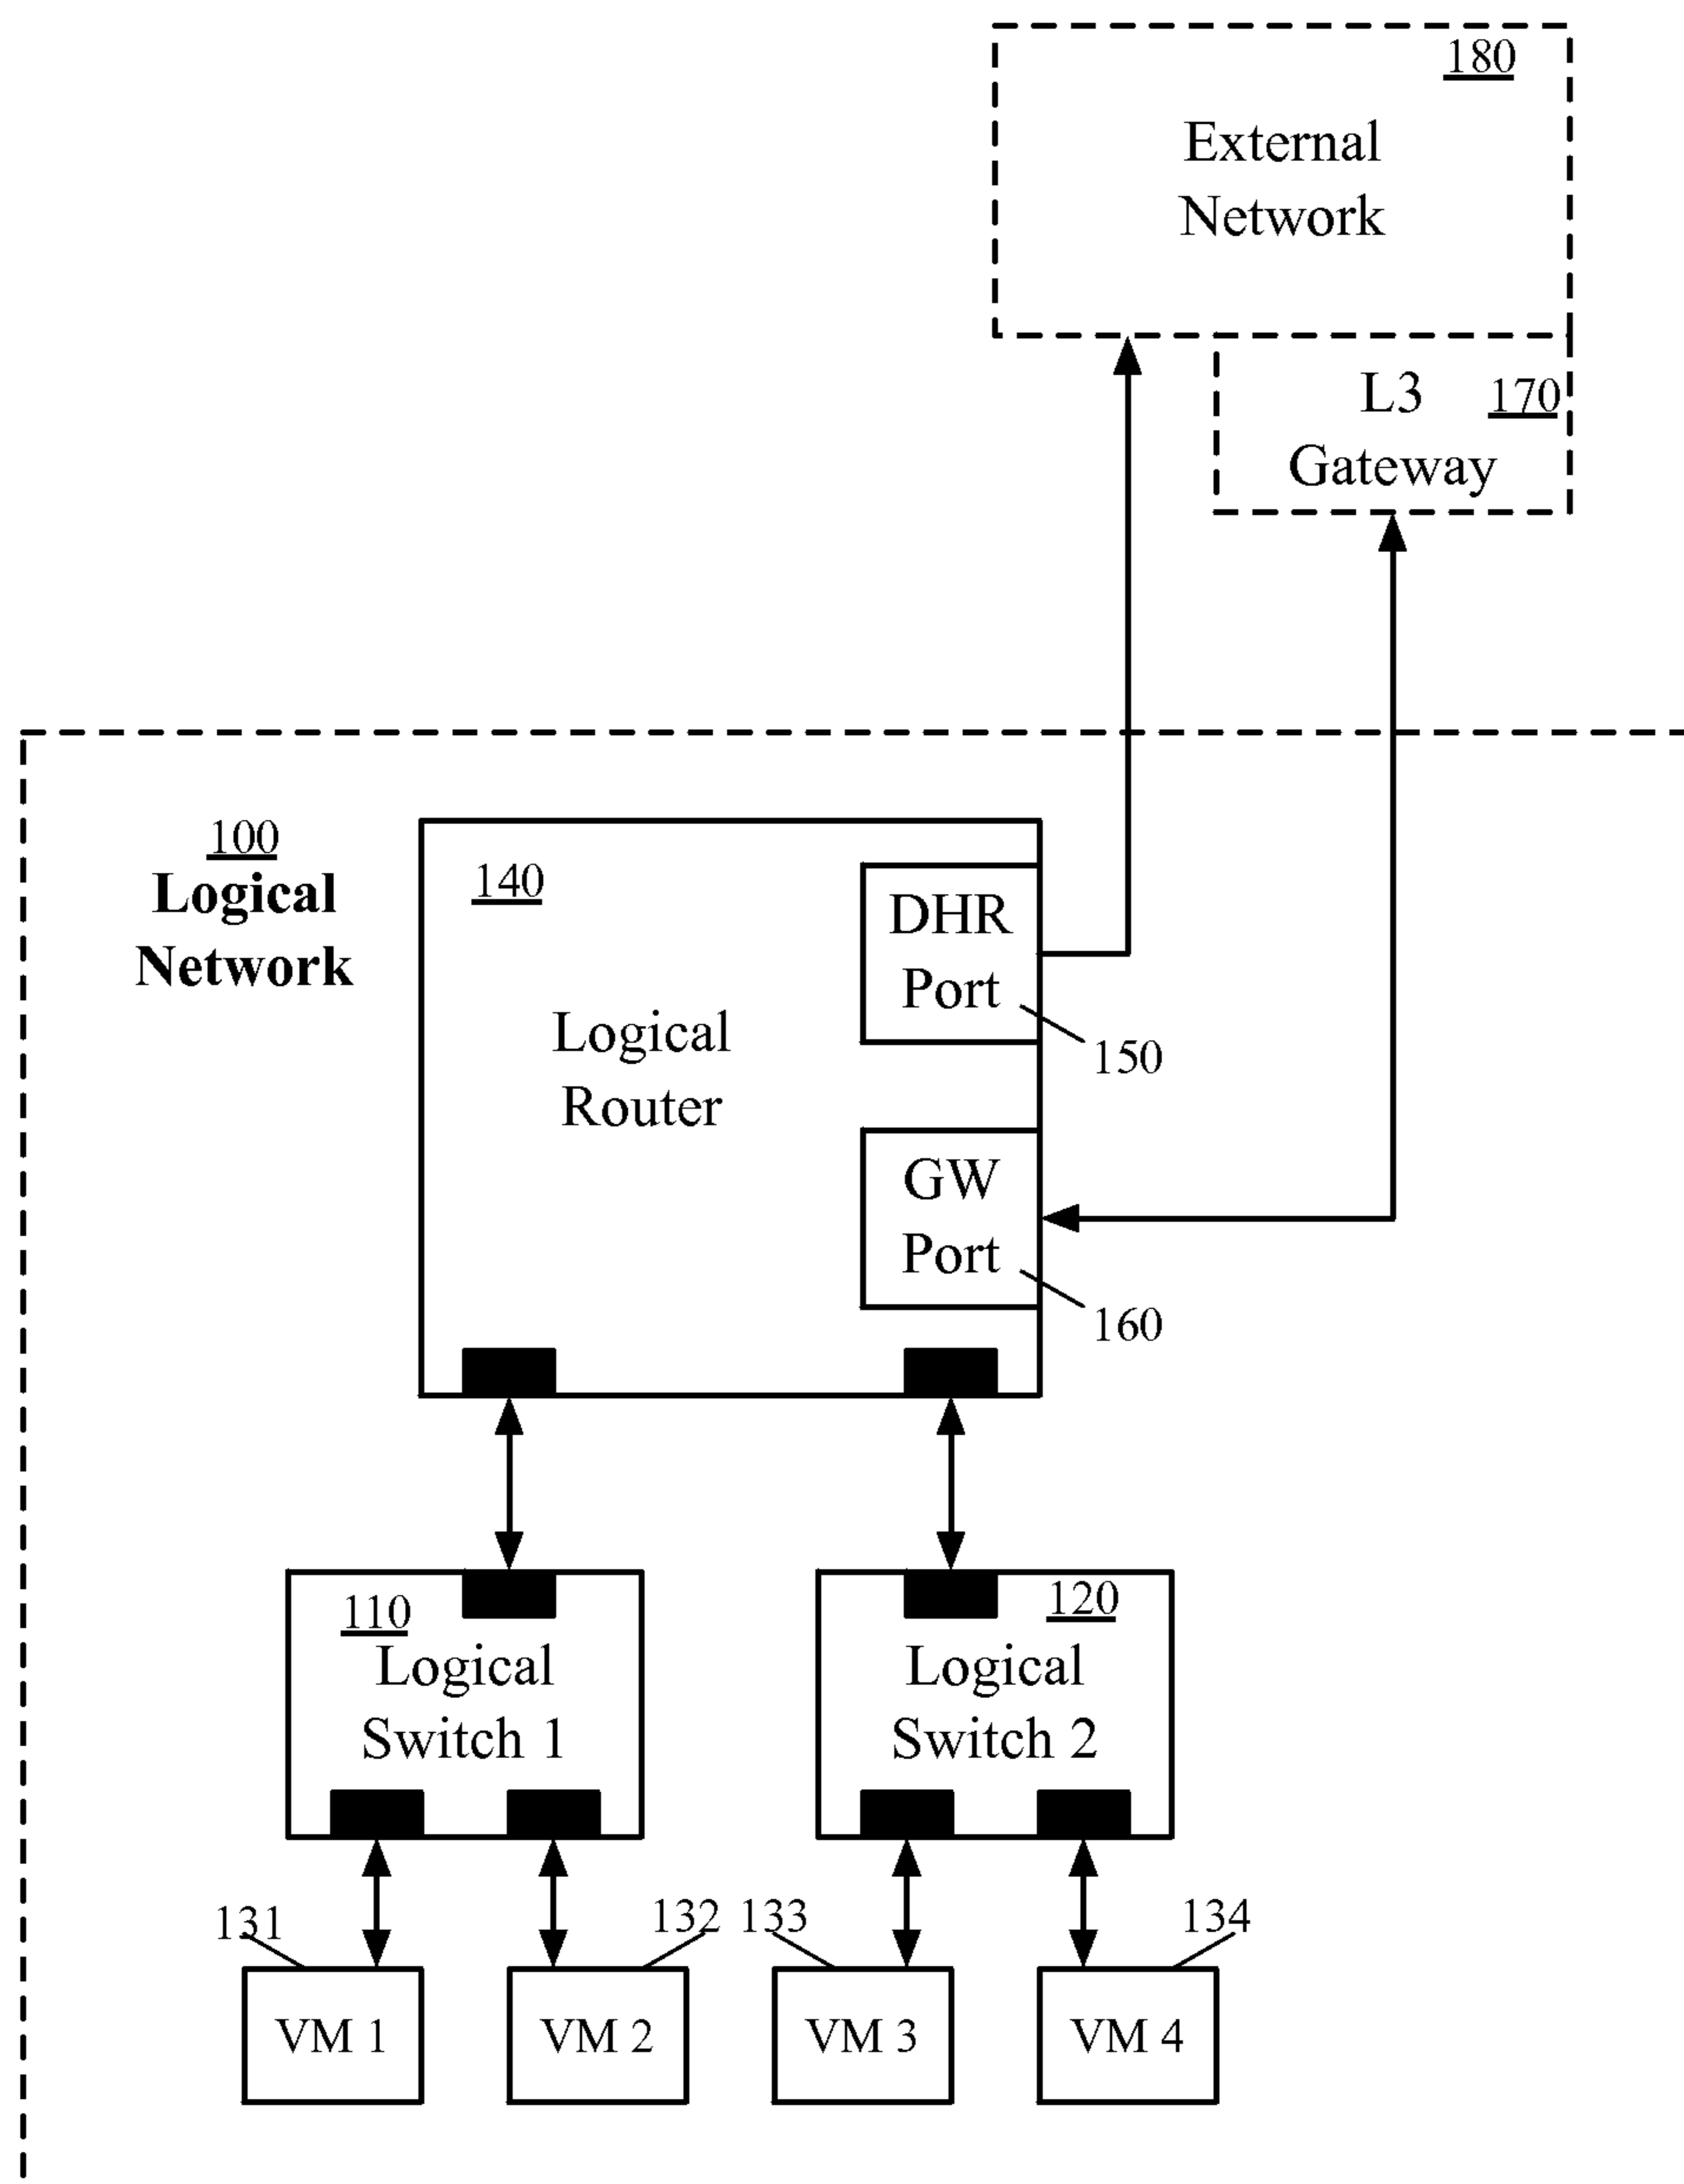 180
External
Network
L3
170
Gateway
100
Logical
Network
140
Logical
Router
DHR
Port
150
GW
Port
160
110
Logical
Switch 1
120
Logical
Switch 2
131
132
133
134
VM 1
VM 2
VM 3
VM 4